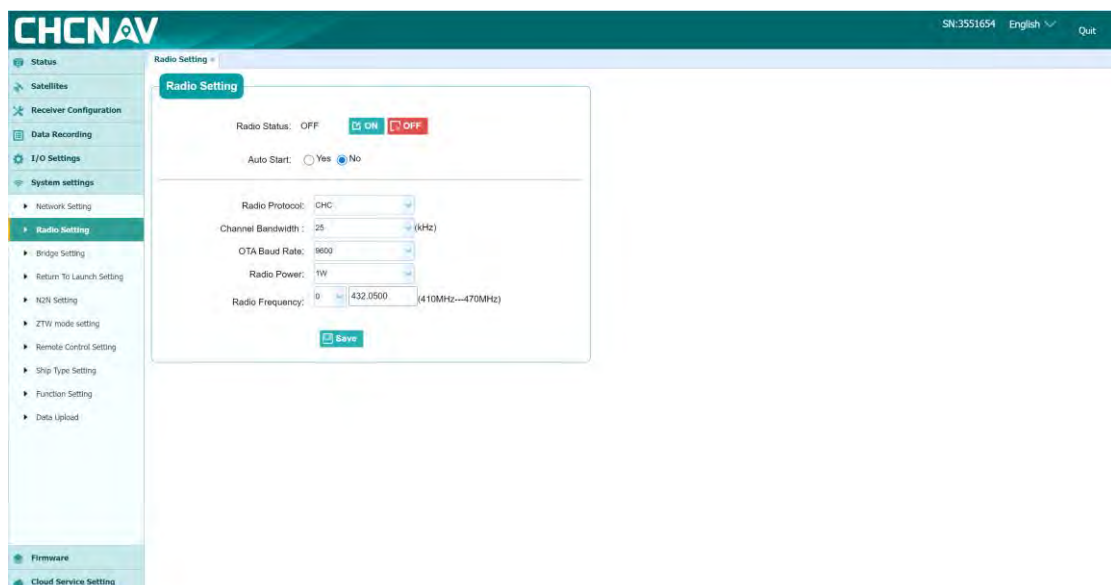 CHCNAV
SN:3551654 English Quit
Status
Satellites
Receiver Configuration
Data Recording
I/O Settings
System settings
Network Setting
Radio Setting
Bridge Setting
Return To Launch Setting
N2N Setting
ZTW mode setting
Remote Control Setting
Ship Type Setting
Function Setting
Data Upload
Firmware
Cloud Service Setting
Radio Setting ×
Radio Setting
Radio Status: OFF ON OFF
Auto Start: Yes No
Radio Protocol: CHC
Channel Bandwidth : 25 (kHz)
OTA Baud Rate: 9600
Radio Power: 1W
Radio Frequency: 0 432.0500 (410MHz---470MHz)
Save